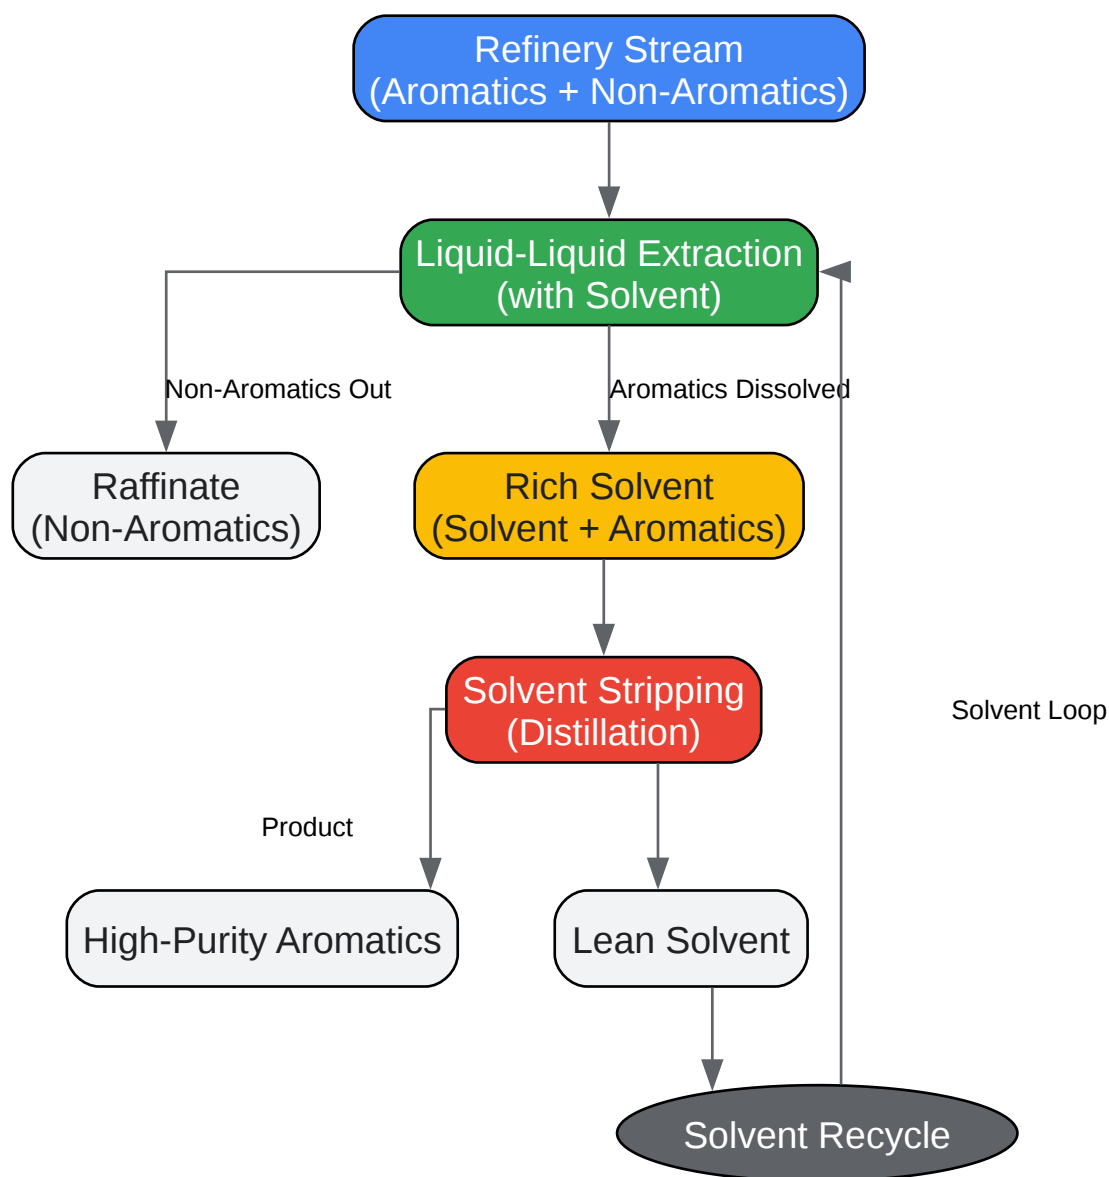 Refinery Stream
(Aromatics + Non-Aromatics)
Liquid-Liquid Extraction
(with Solvent)
Non-Aromatics Out
Aromatics Dissolved
Raffinate
(Non-Aromatics)
Rich Solvent
(Solvent + Aromatics)
Solvent Stripping
(Distillation)
Solvent Loop
Product
High-Purity Aromatics
Lean Solvent
Solvent Recycle